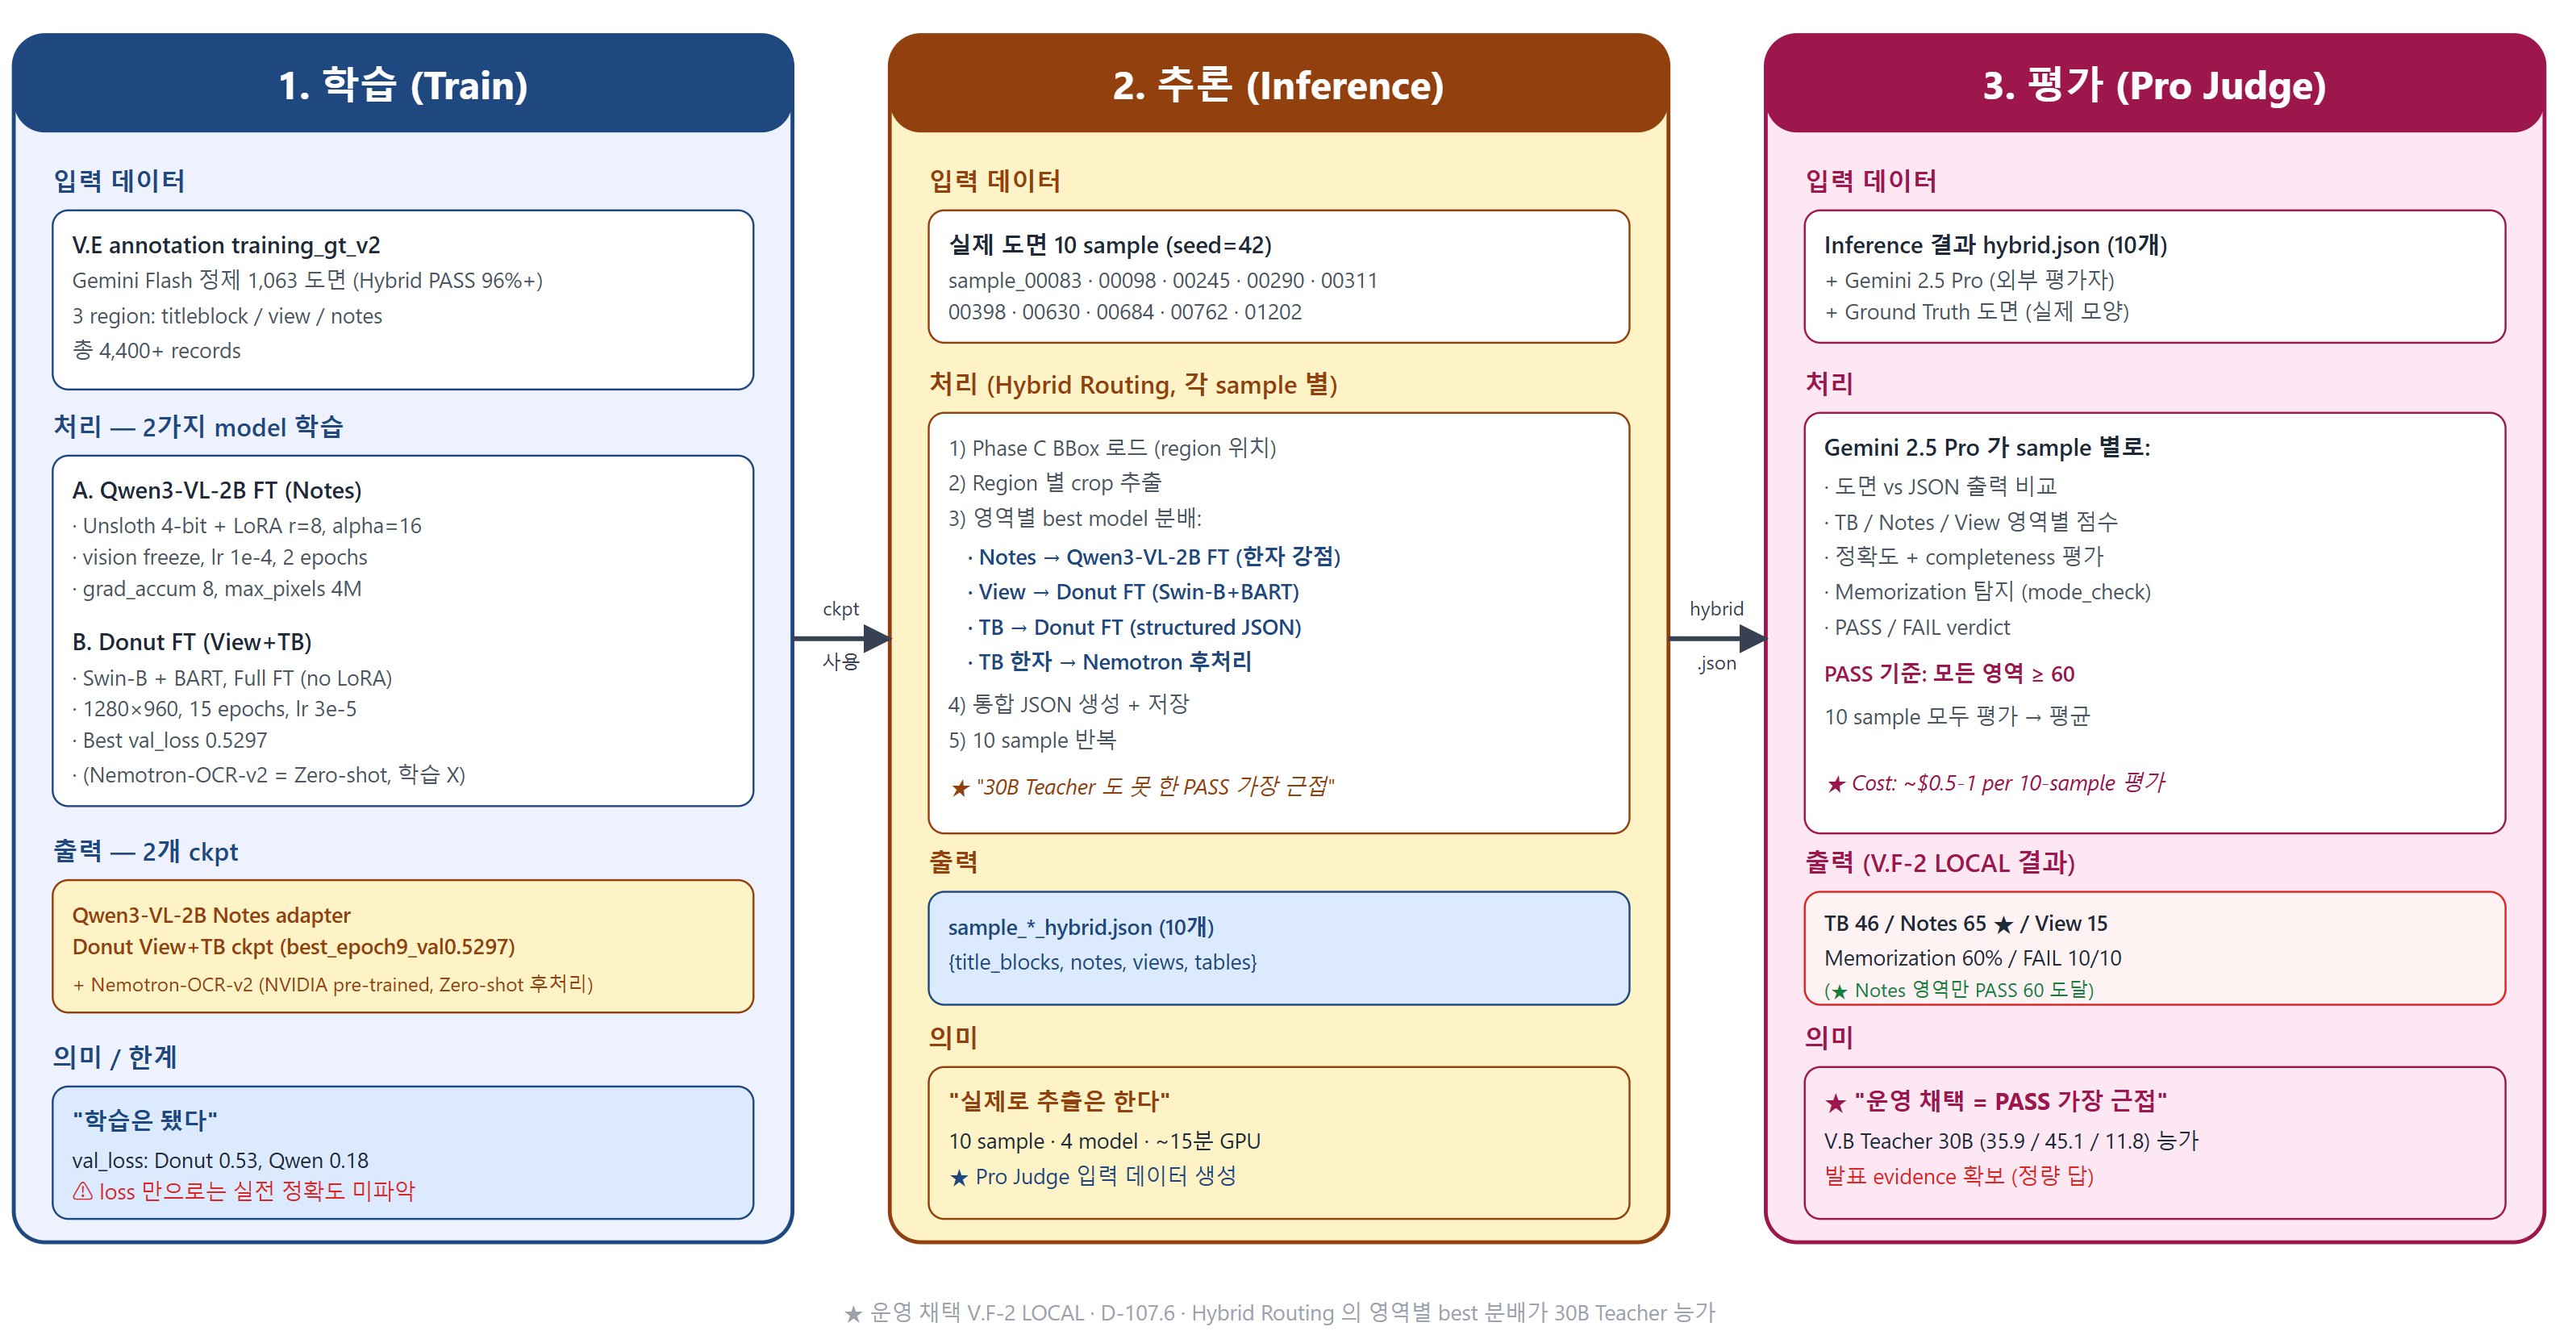 1. 학습 (Train)
입력 데이터
V.E annotation training_gt_v2
Gemini Flash 정제 1,063 도면 (Hybrid PASS 96%+)
3 region: titleblock / view / notes
총 4,400+ records
처리 — 2가지 model 학습
A. Qwen3-VL-2B FT (Notes)
· Unsloth 4-bit + LoRA r=8, alpha=16
· vision freeze, lr 1e-4, 2 epochs
· grad_accum 8, max_pixels 4M
B. Donut FT (View+TB)
· Swin-B + BART, Full FT (no LoRA)
· 1280×960, 15 epochs, lr 3e-5
· Best val_loss 0.5297
· (Nemotron-OCR-v2 = Zero-shot, 학습 X)
출력 — 2개 ckpt
Qwen3-VL-2B Notes adapter
Donut View+TB ckpt (best_epoch9_val0.5297)
+ Nemotron-OCR-v2 (NVIDIA pre-trained, Zero-shot 후처리)
의미 / 한계
"학습은 됐다"
val_loss: Donut 0.53, Qwen 0.18
⚠ loss 만으로는 실전 정확도 미파악
ckpt
사용
2. 추론 (Inference)
입력 데이터
실제 도면 10 sample (seed=42)
sample_00083 · 00098 · 00245 · 00290 · 00311
00398 · 00630 · 00684 · 00762 · 01202
처리 (Hybrid Routing, 각 sample 별)
1) Phase C BBox 로드 (region 위치)
2) Region 별 crop 추출
3) 영역별 best model 분배:
· Notes → Qwen3-VL-2B FT (한자 강점)
· View → Donut FT (Swin-B+BART)
· TB → Donut FT (structured JSON)
· TB 한자 → Nemotron 후처리
4) 통합 JSON 생성 + 저장
5) 10 sample 반복
★ "30B Teacher 도 못 한 PASS 가장 근접"
출력
sample_*_hybrid.json (10개)
{title_blocks, notes, views, tables}
의미
"실제로 추출은 한다"
10 sample · 4 model · ~15분 GPU
★ Pro Judge 입력 데이터 생성
hybrid
.json
3. 평가 (Pro Judge)
입력 데이터
Inference 결과 hybrid.json (10개)
+ Gemini 2.5 Pro (외부 평가자)
+ Ground Truth 도면 (실제 모양)
처리
Gemini 2.5 Pro 가 sample 별로:
· 도면 vs JSON 출력 비교
· TB / Notes / View 영역별 점수
· 정확도 + completeness 평가
· Memorization 탐지 (mode_check)
· PASS / FAIL verdict
PASS 기준: 모든 영역 ≥ 60
10 sample 모두 평가 → 평균
★ Cost: ~$0.5-1 per 10-sample 평가
출력 (V.F-2 LOCAL 결과)
TB 46 / Notes 65 ★ / View 15
Memorization 60% / FAIL 10/10
(★ Notes 영역만 PASS 60 도달)
의미
★ "운영 채택 = PASS 가장 근접"
V.B Teacher 30B (35.9 / 45.1 / 11.8) 능가
발표 evidence 확보 (정량 답)
★ 운영 채택 V.F-2 LOCAL · D-107.6 · Hybrid Routing 의 영역별 best 분배가 30B Teacher 능가